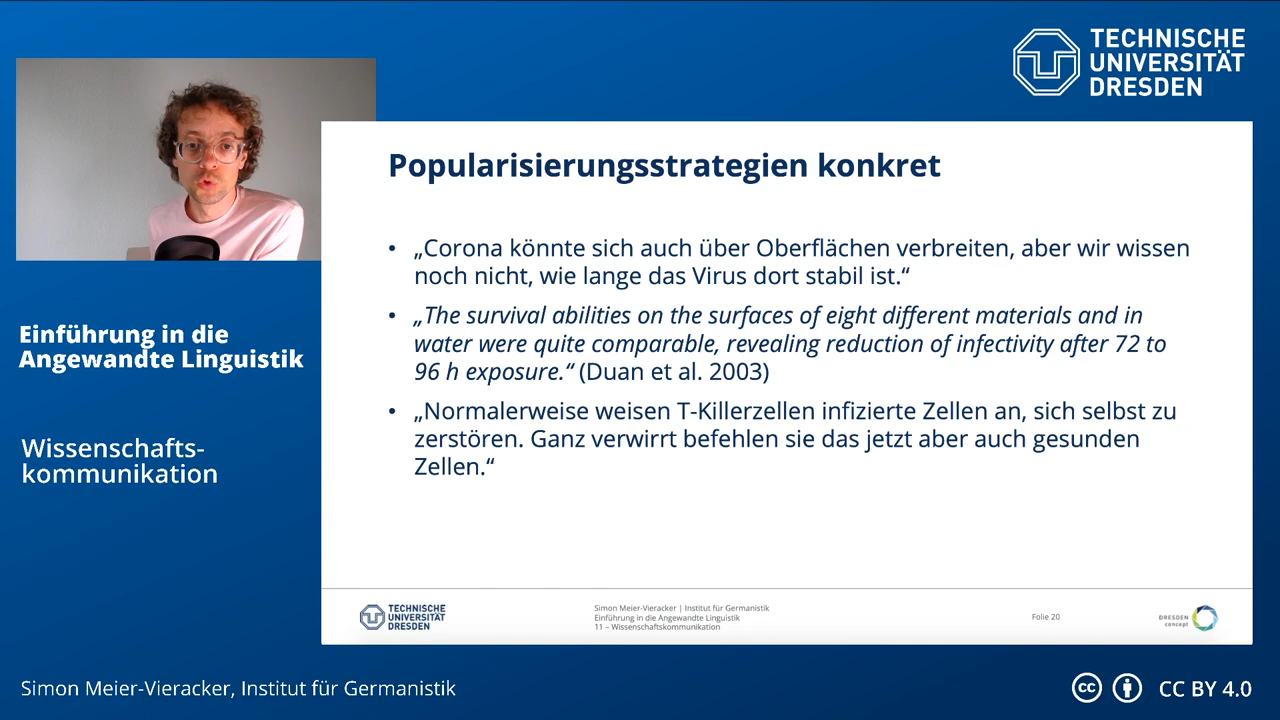 TECHNISCHE
UNIVERSITÄT
DRESDEN
Popularisierungsstrategien konkret
• „Corona könnte sich auch über Oberflächen verbreiten, aber wir wissen
noch nicht, wie lange das Virus dort stabil ist.“
• „The survival abilities on the surfaces of eight different materials and in
water were quite comparable, revealing reduction of infectivity after 72 to
96 h exposure.“ (Duan et al. 2003)
• „Normalerweise weisen T-Killerzellen infizierte Zellen an, sich selbst zu
zerstören. Ganz verwirrt befehlen sie das jetzt aber auch gesunden
Zellen.“
Einführung in die
Angewandte Linguistik
Wissenschafts-
kommunikation
TECHNISCHE
UNIVERSITÄT
DRESDEN
Simon Meier-Vieracker | Institut für Germanistik
Einführung in die Angewandte Linguistik
11 – Wissenschaftskommunikation
Folie 20
DRESDEN
concept
Simon Meier-Vieracker, Institut für Germanistik
cc
CC BY 4.0